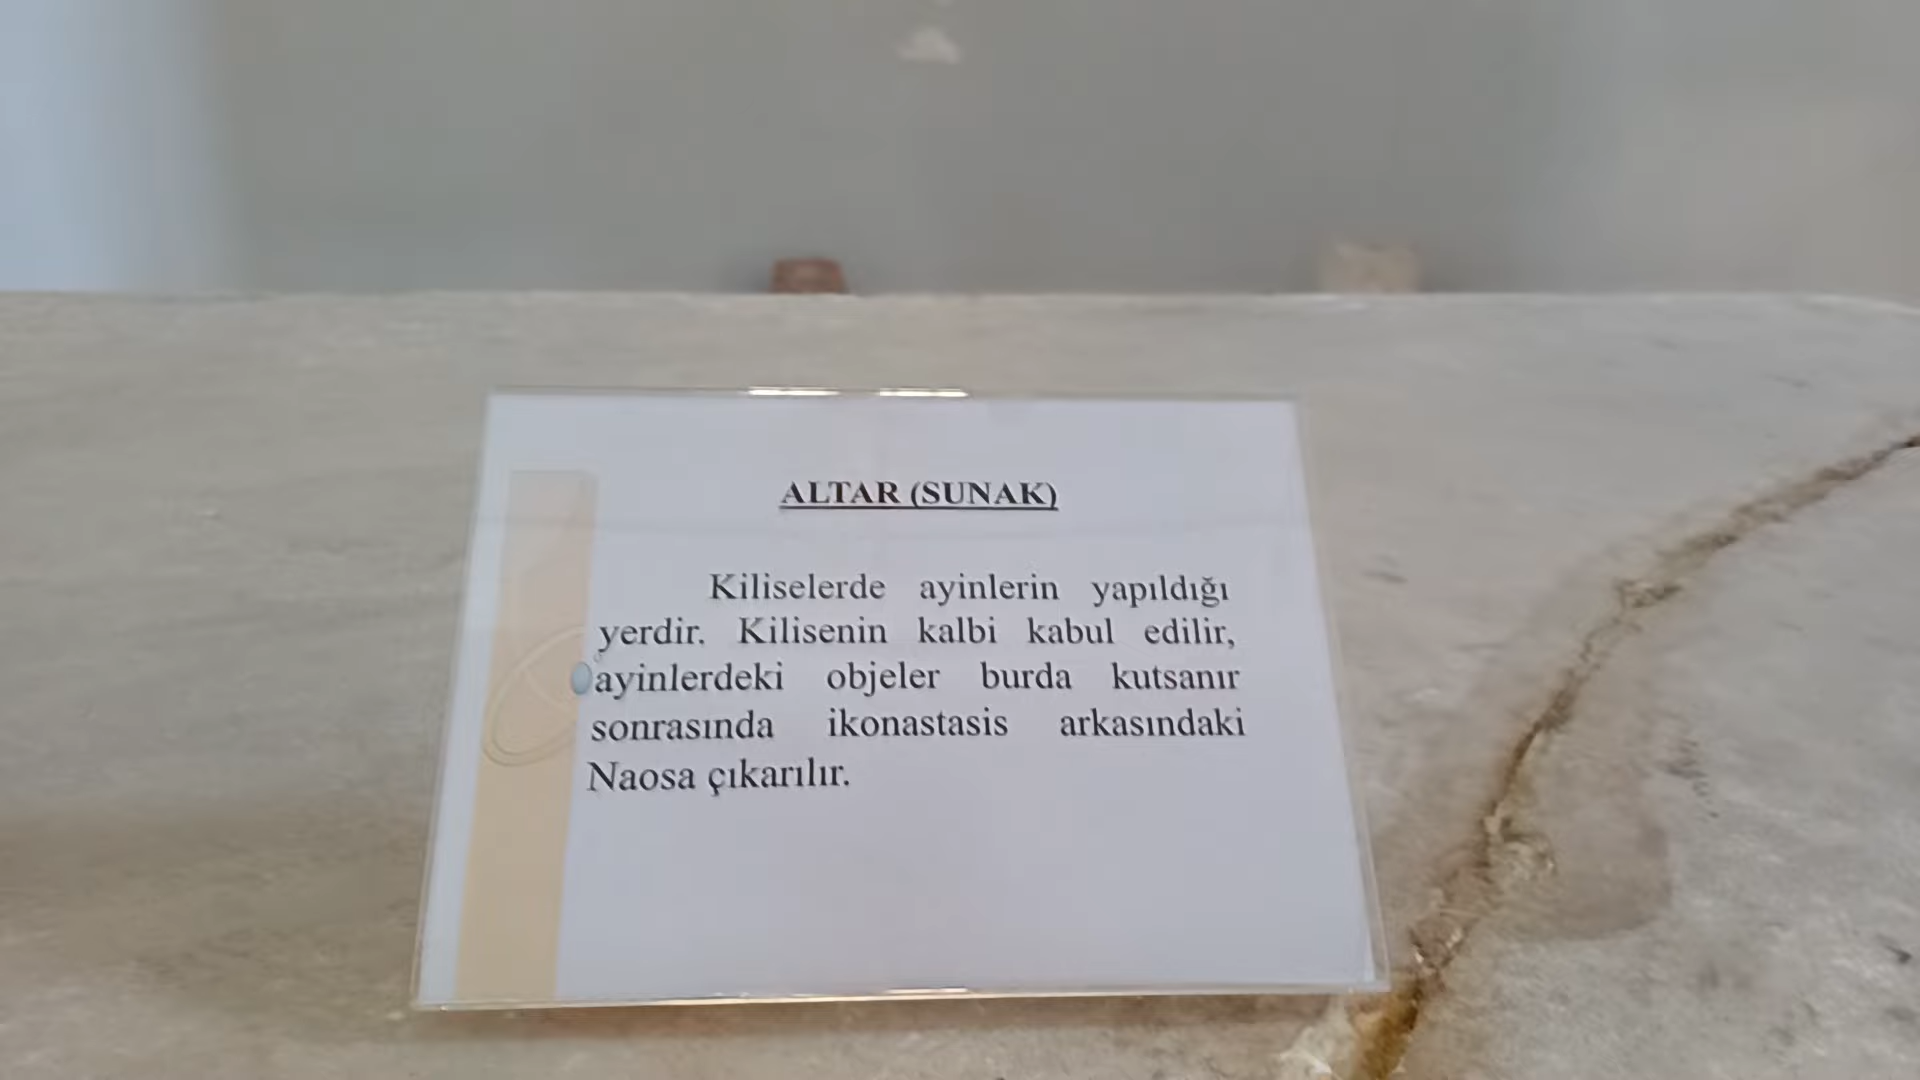 ALTAR (SUNAK)
Kiliselerde ayinlerin yapıldığı
yerdir. Kilisenin kalbi kabul edilir,
ayinlerdeki objeler burda kutsanır
sonrasında ikonastasis arkasındaki
Naosa çıkarılır.